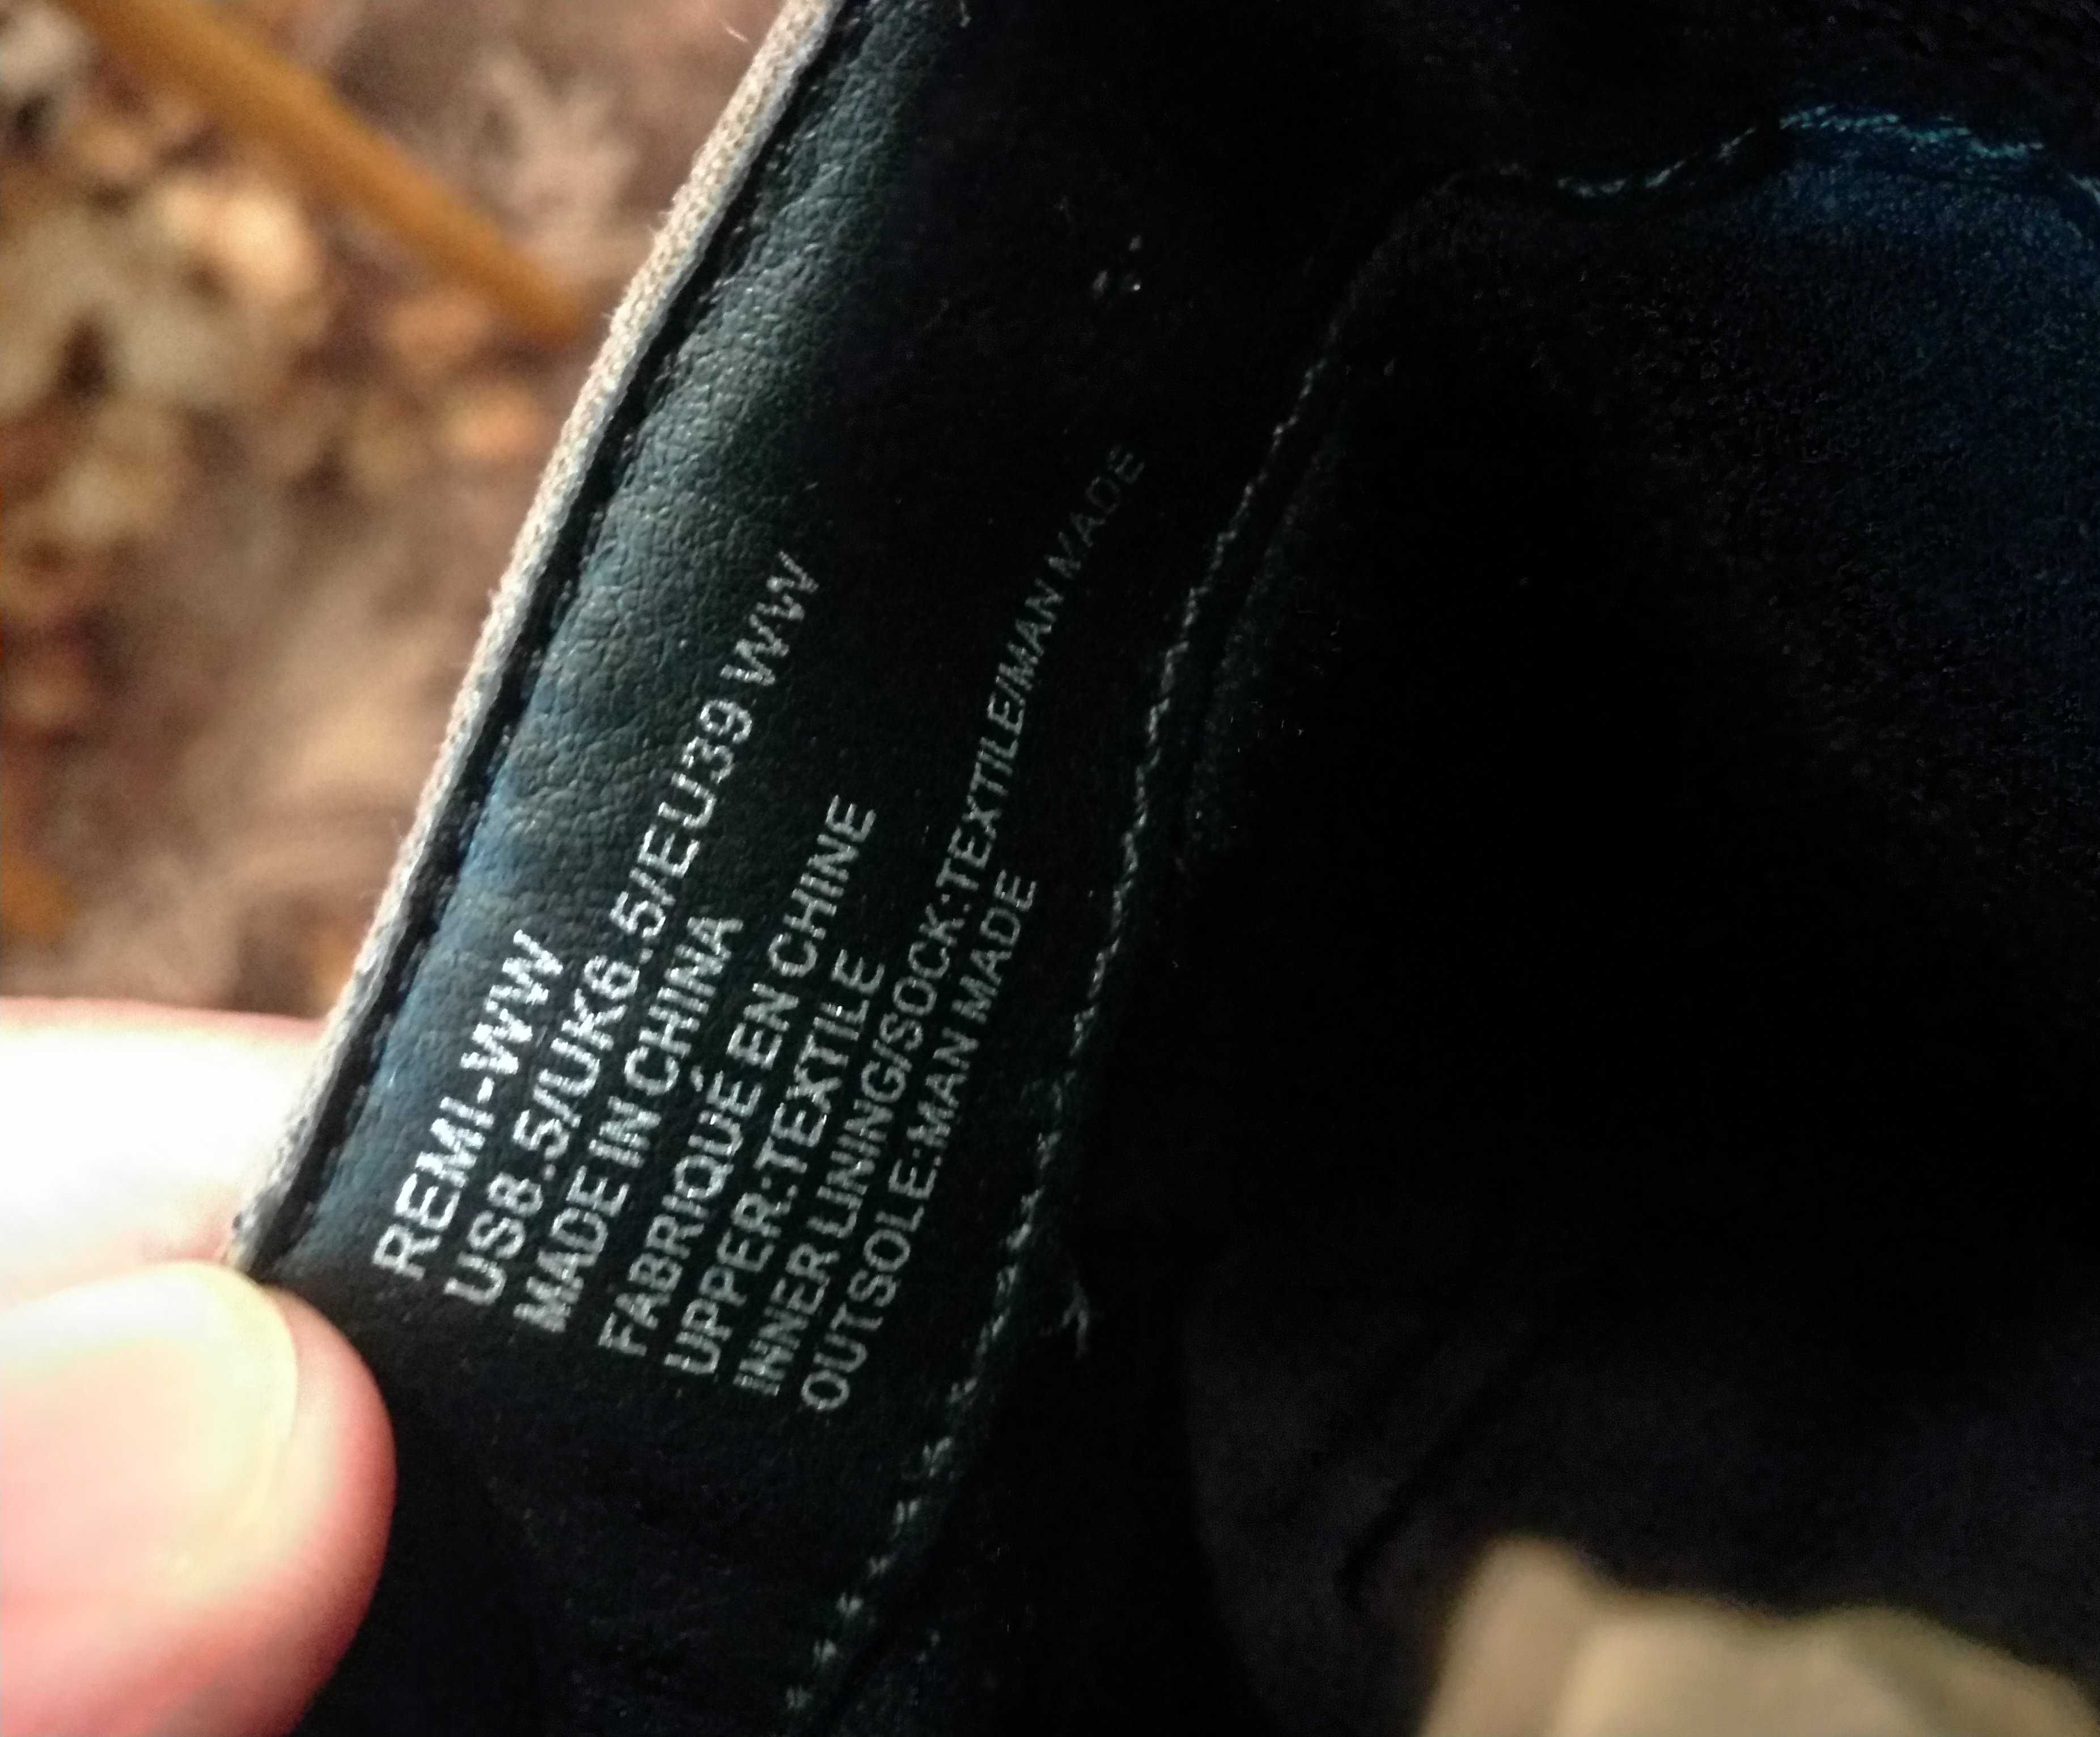 REMI-WW
US8.5/UK6.5/EU39 WW
MADE IN CHINA
FABRIQUÉ EN CHINE
UPPER:TEXTILE
INNER LINING/SOCK:TEXTILE/MAN MADE
OUTSOLE:MAN MADE